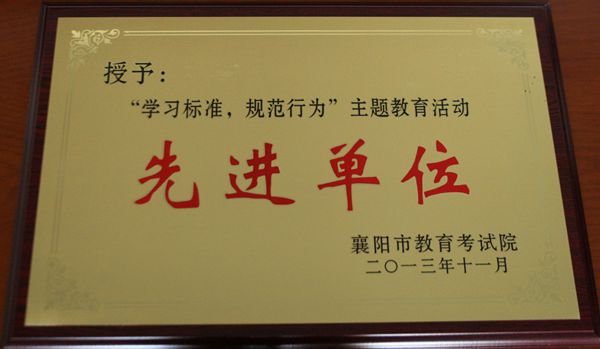 授予：
“学习标准，规范行为”主题教育活动
先进单位
襄阳市教育考试院
二〇一三年十一月